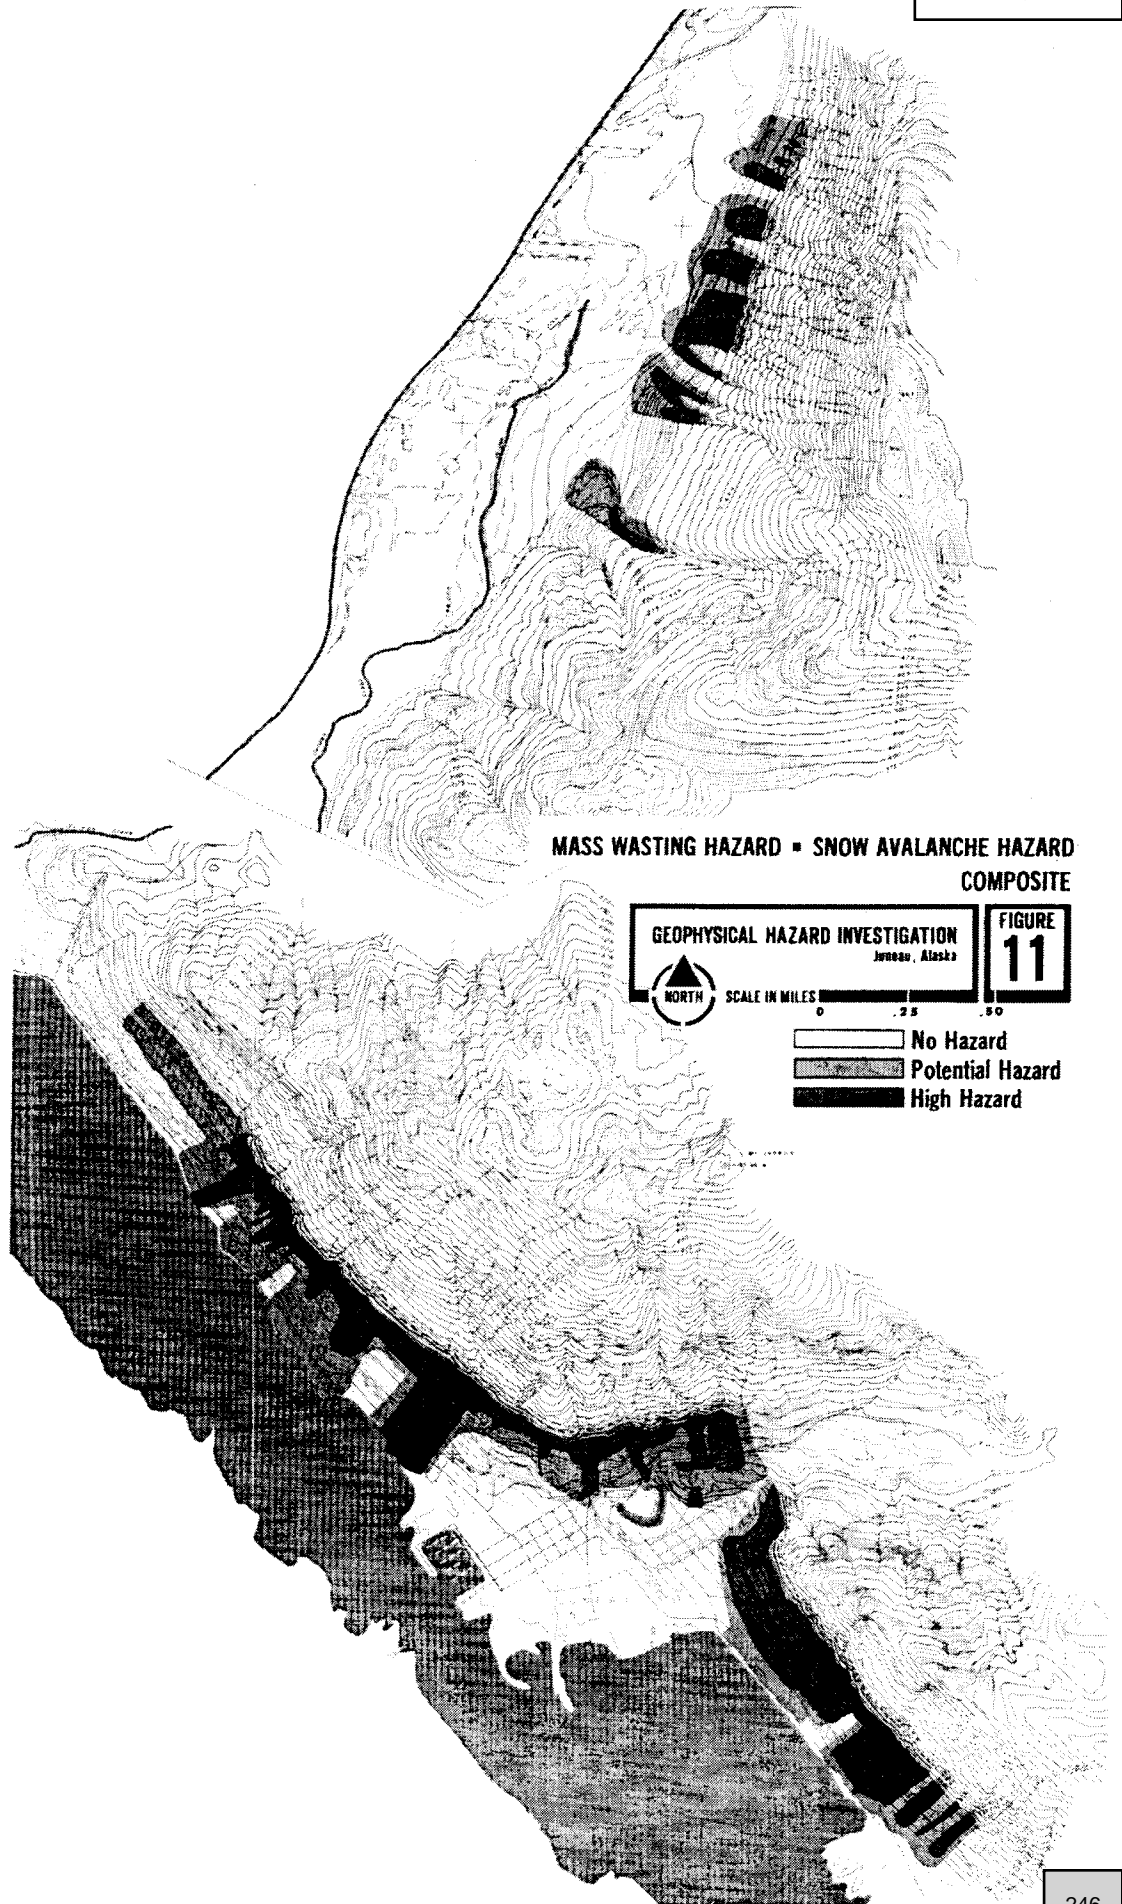 MASS WASTING HAZARD ▪ SNOW AVALANCHE HAZARD
COMPOSITE
GEOPHYSICAL HAZARD INVESTIGATION
Juneau, Alaska
FIGURE
11
NORTH
SCALE IN MILES
0 .25 .50
No Hazard
Potential Hazard
High Hazard
246